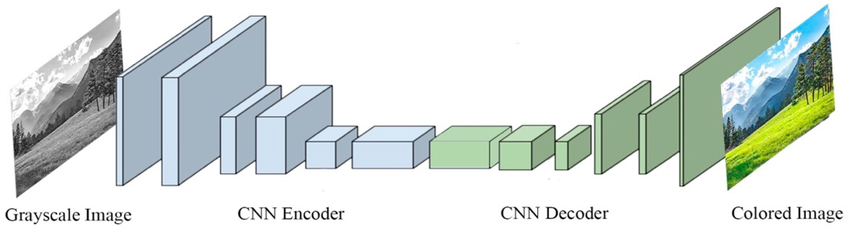 Grayscale Image
CNN Encoder
CNN Decoder
Colored Image